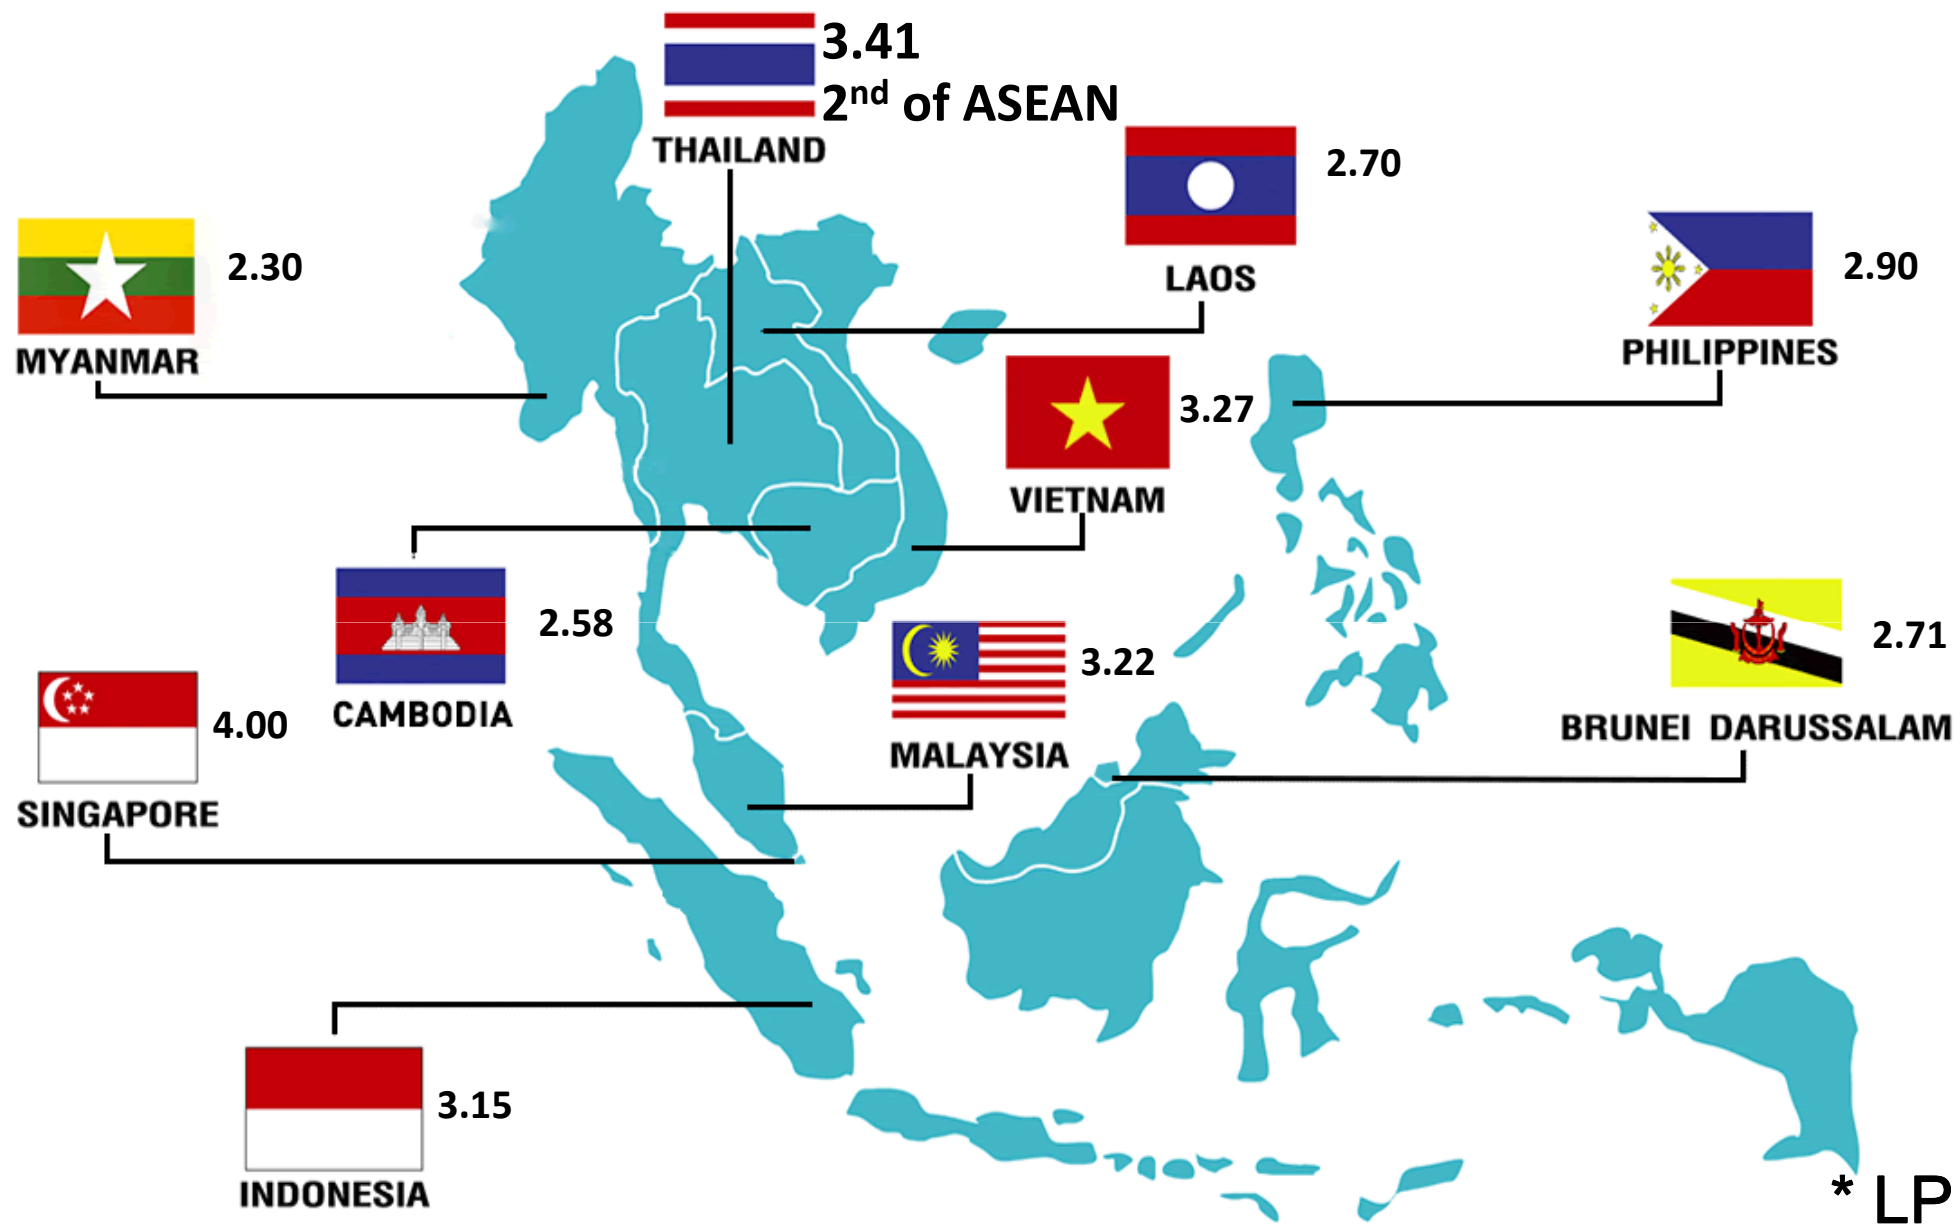 3.41
2nd of ASEAN
THAILAND
2.70
LAOS
2.30
MYANMAR
2.90
PHILIPPINES
3.27
VIETNAM
2.58
CAMBODIA
3.22
MALAYSIA
2.71
BRUNEI DARUSSALAM
4.00
SINGAPORE
3.15
INDONESIA
* LP